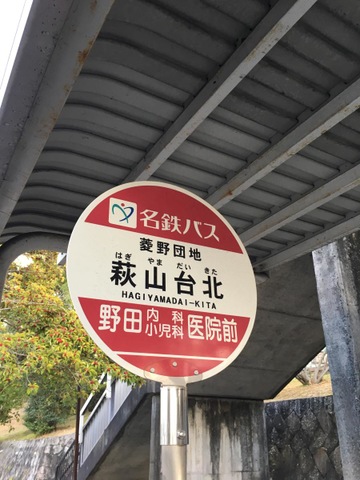 名鉄バス
菱野団地
はぎ やま だい きた
萩山台北
HAGIYAMADAI-KITA
野田内科小児科医院前